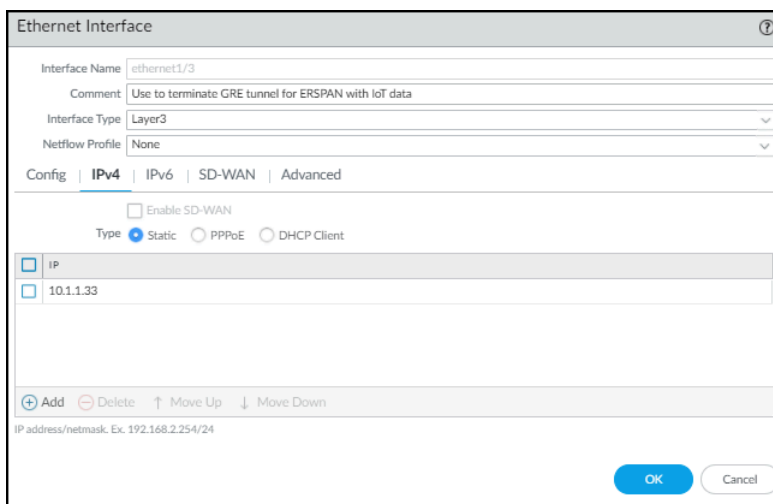 Ethernet Interface
Interface Name ethernet1/3
Comment Use to terminate GRE tunnel for ERSPAN with IoT data
Interface Type Layer3
Netflow Profile None
Config | IPv4 | IPv6 | SD-WAN | Advanced
Enable SD-WAN
Type Static PPPoE DHCP Client
IP
10.1.1.33
Add Delete ↑ Move Up ↓ Move Down
IP address/netmask. Ex. 192.168.2.254/24
OK Cancel